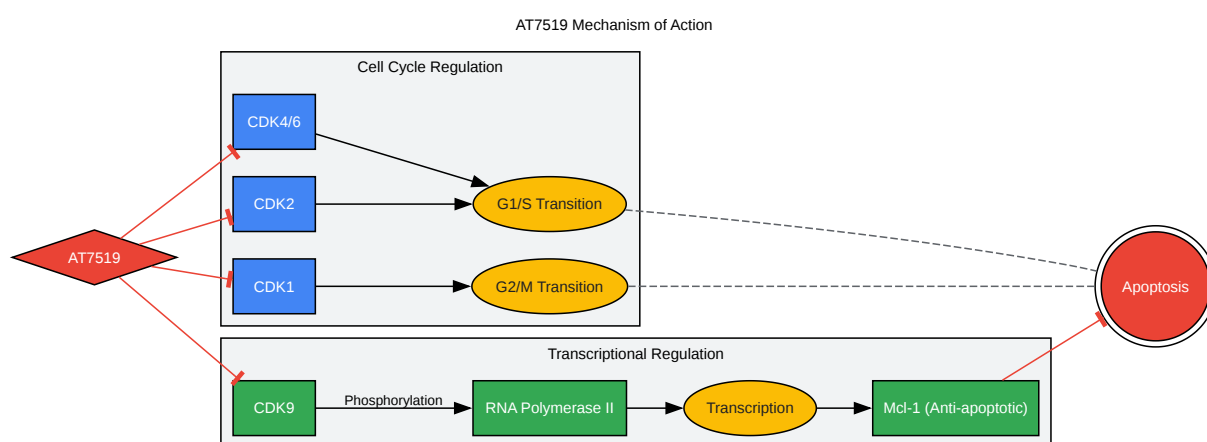 AT7519 Mechanism of Action
Cell Cycle Regulation
CDK4/6
CDK2
G1/S Transition
AT7519
CDK1
G2/M Transition
Apoptosis
Transcriptional Regulation
CDK9
Phosphorylation
RNA Polymerase II
Transcription
Mcl-1 (Anti-apoptotic)